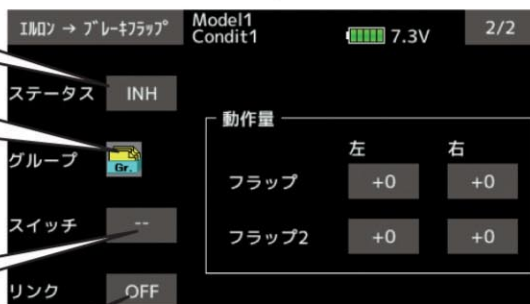 ｴﾙﾛﾝ → ﾌﾞﾚｰｷﾌﾗｯﾌﾟ Model1 7.3V 2/2
Condit1
ステータス INH
動作量
左 右
グループ Gr.
フラップ +0 +0
スイッチ --
フラップ2 +0 +0
リンク OFF